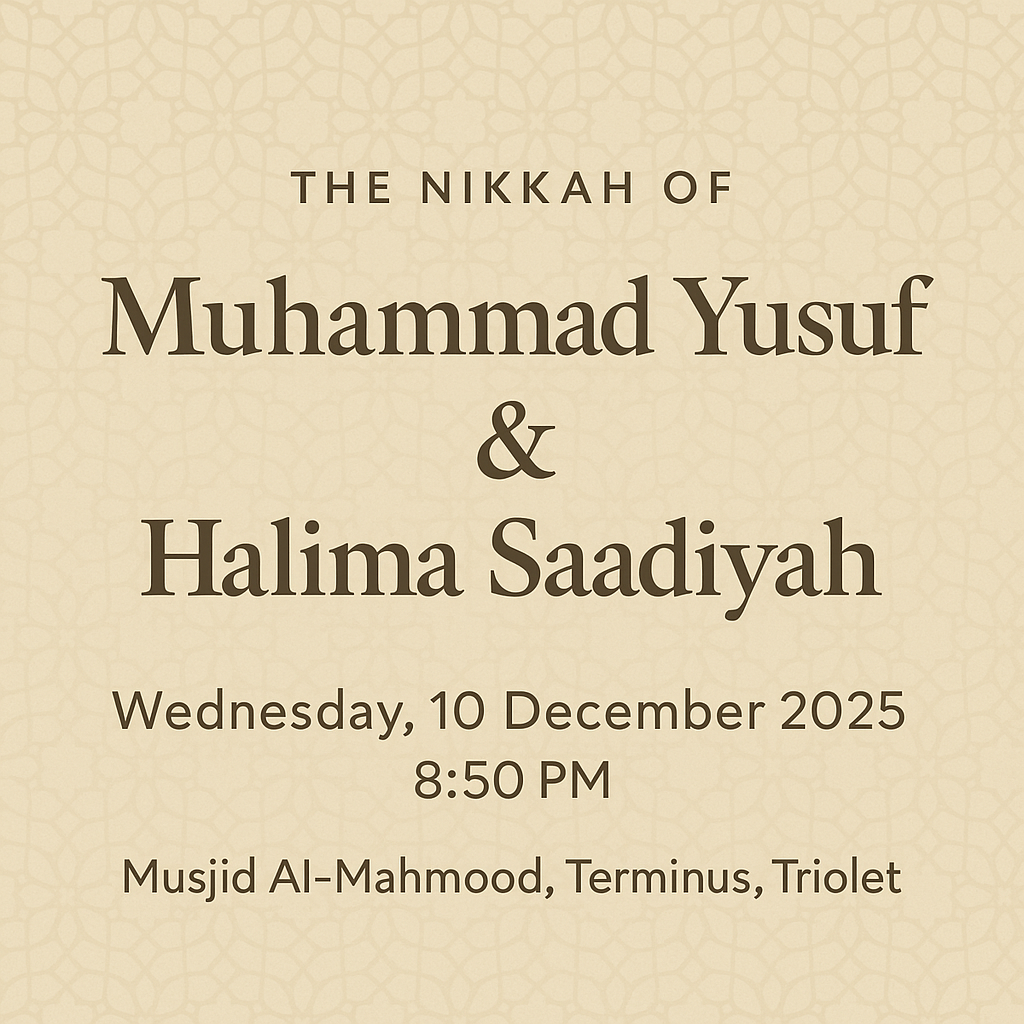 THE NIKKAH OF
Muhammad Yusuf
&
Halima Saadiyah
Wednesday, 10 December 2025
8:50 PM
Musjid Al-Mahmood, Terminus, Triolet